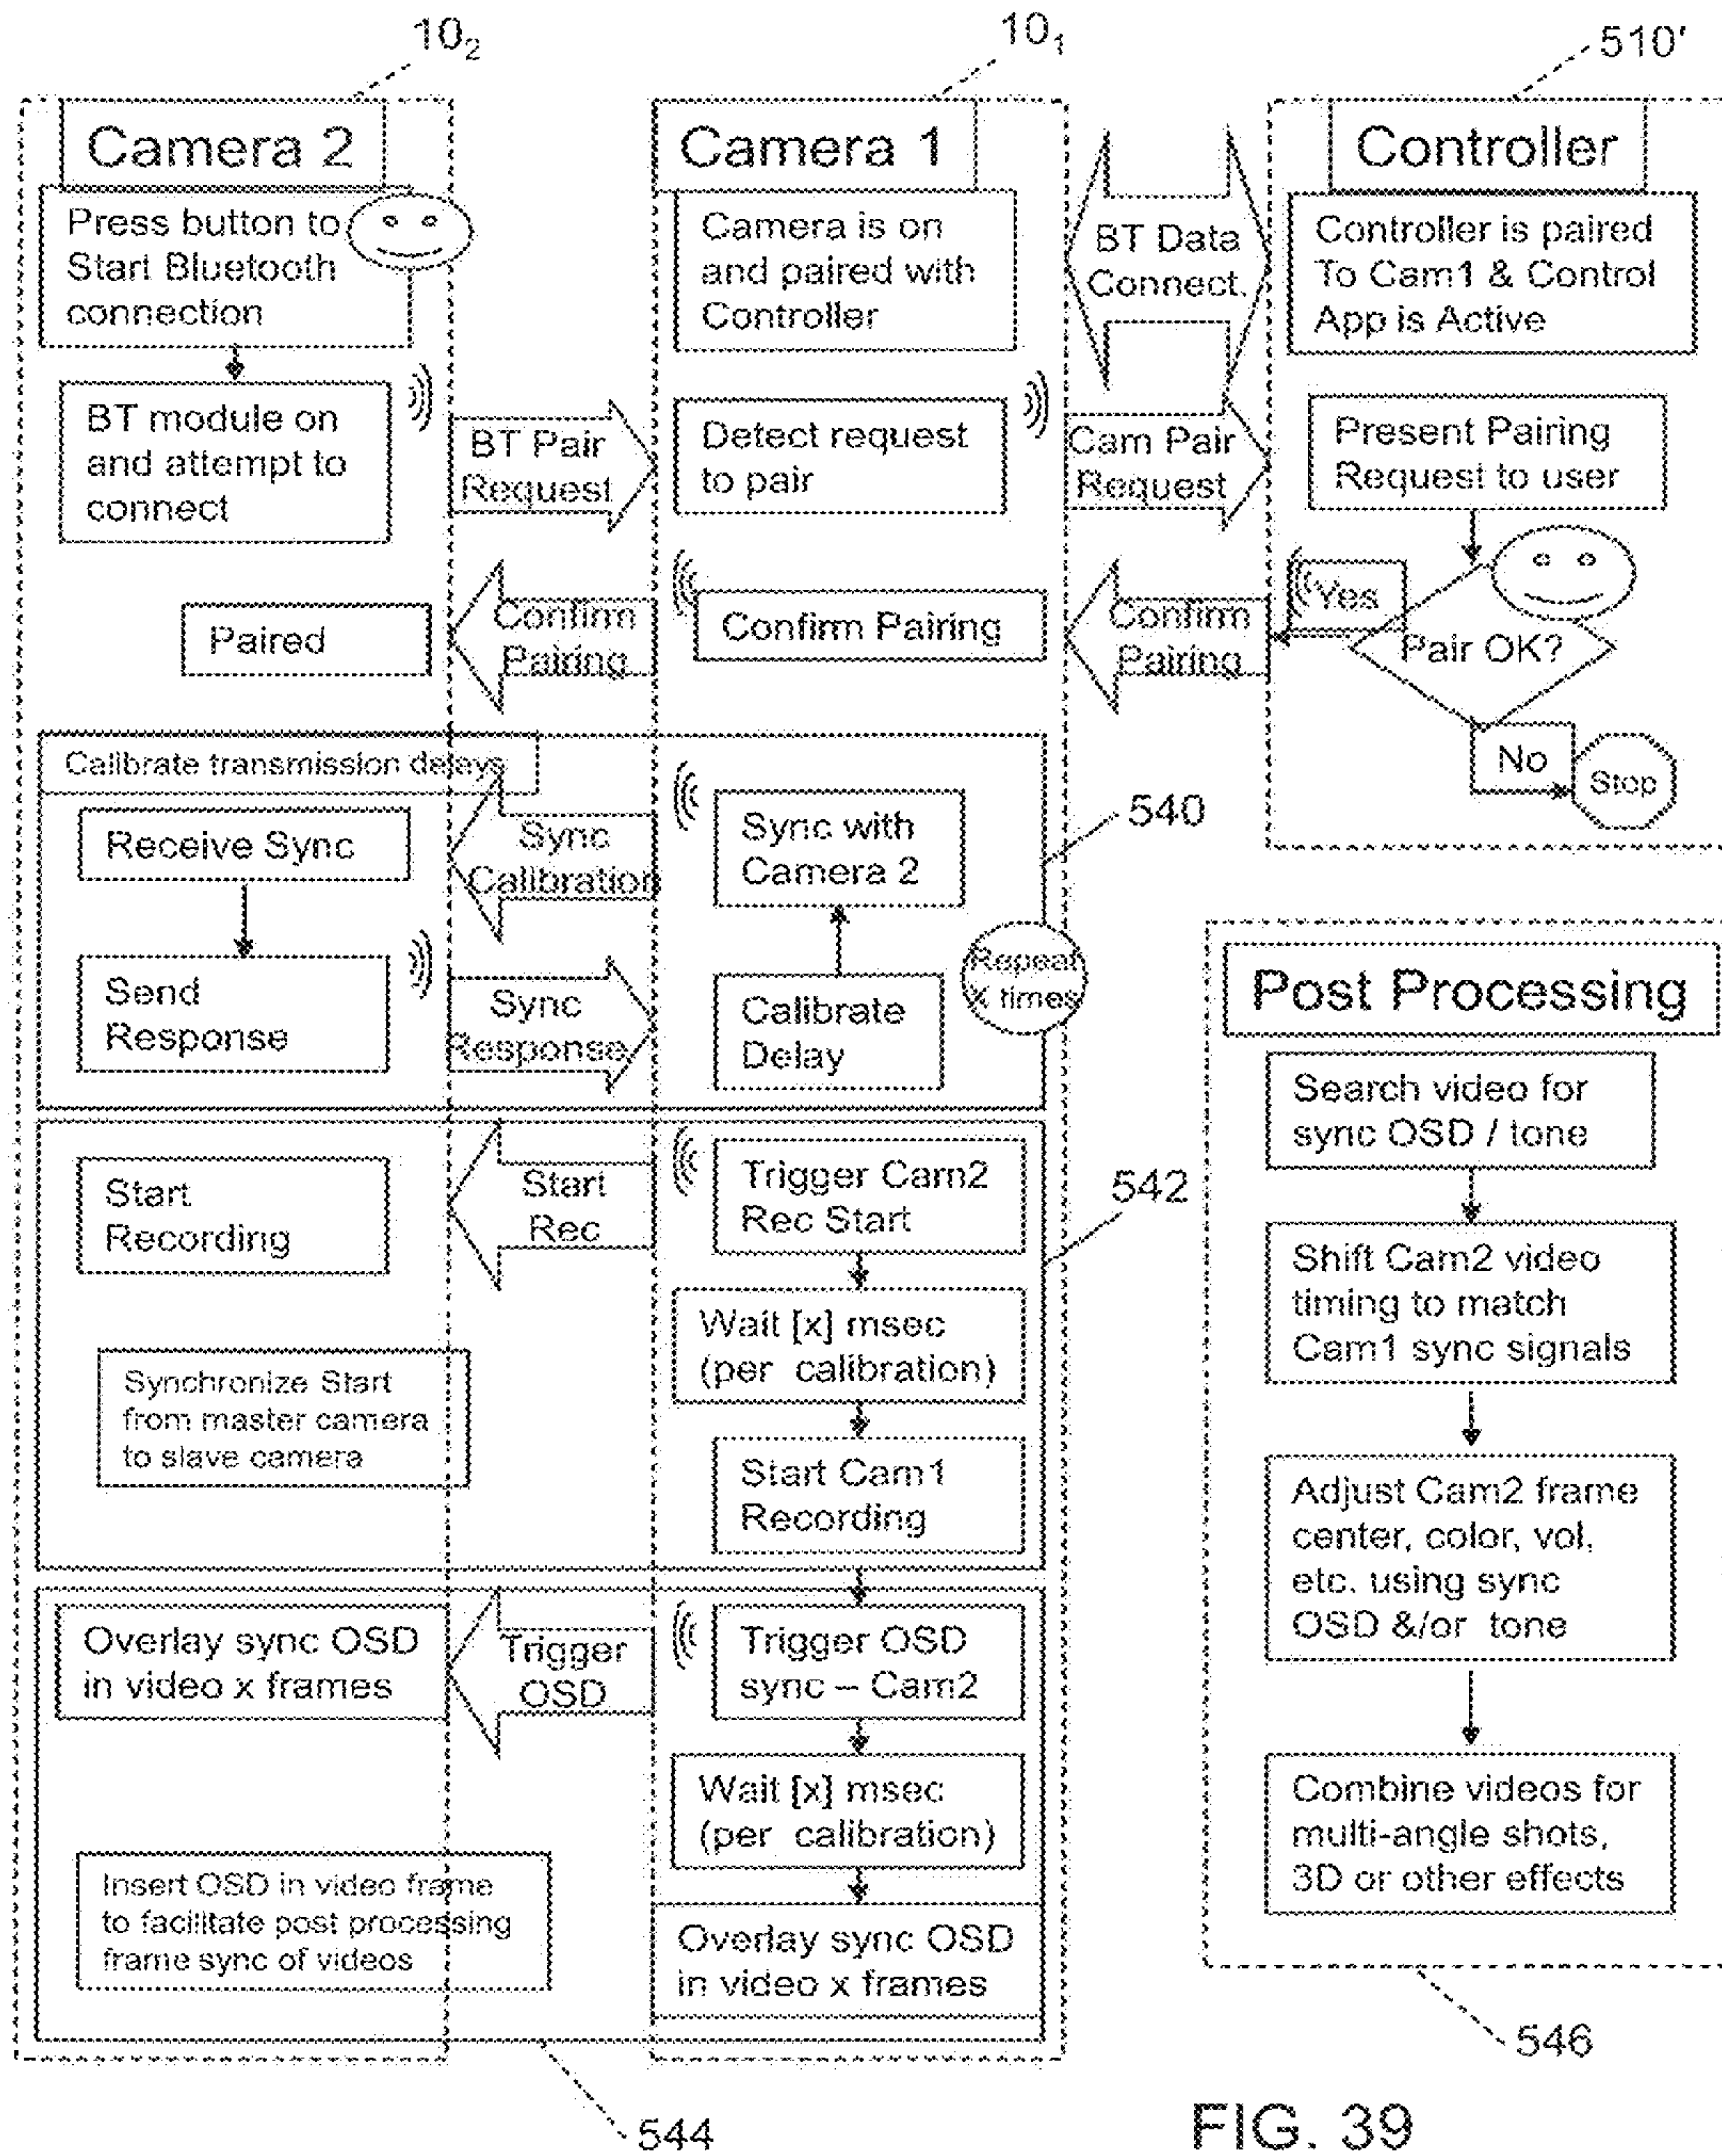 10₂
10₁
510'
Camera 2
Press button to
Start Bluetooth
connection
BT module on
and attempt to
connect
BT Pair
Request
Camera 1
Camera is on
and paired with
Controller
BT Data
Connect.
Controller
Controller is paired
To Cam1 & Control
App is Active
Detect request
to pair
Cam Pair
Request
Present Pairing
Request to user
Paired
Confirm
Pairing
Confirm Pairing
Confirm
Pairing
Yes
Pair OK?
No
Stop
Calibrate transmission delays
Receive Sync
Sync
Calibration
Sync with
Camera 2
540
Send
Response
Sync
Response
Calibrate
Delay
Repeat
X times
Start
Recording
Start
Rec
Trigger Cam2
Rec Start
542
Wait [x] msec
(per calibration)
Synchronize Start
from master camera
to slave camera
Start Cam1
Recording
Overlay sync OSD
in video x frames
Trigger
OSD
Trigger OSD
sync – Cam2
Wait [x] msec
(per calibration)
Insert OSD in video frame
to facilitate post processing
frame sync of videos
Overlay sync OSD
in video x frames
544
Post Processing
Search video for
sync OSD / tone
Shift Cam2 video
timing to match
Cam1 sync signals
Adjust Cam2 frame
center, color, vol,
etc. using sync
OSD &/or tone
Combine videos for
multi-angle shots,
3D or other effects
546
FIG. 39